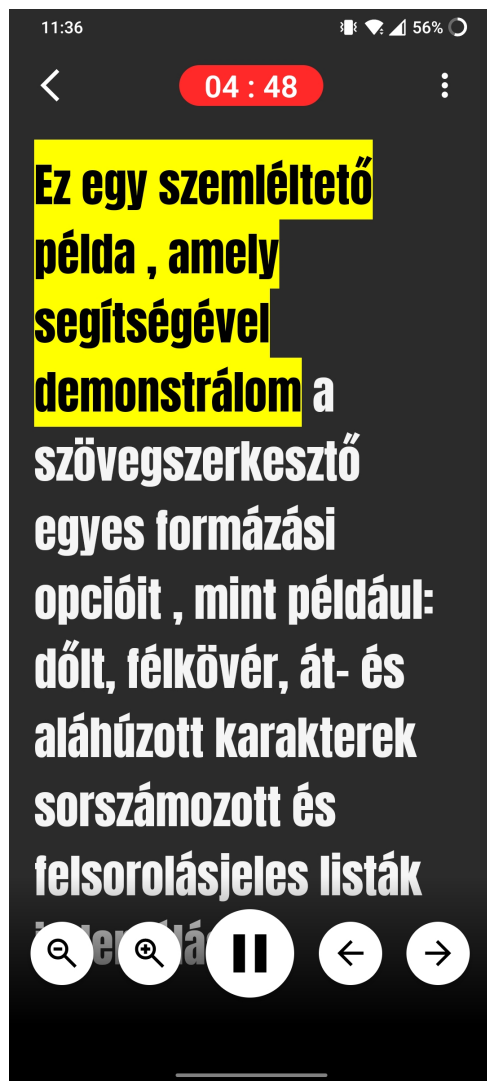 11:36
56%
04 : 48
Ez egy szemléltető
példa , amely
segítségével
demonstrálom a
szövegszerkesztő
egyes formázási
opcióit , mint például:
dőlt, félkövér, át- és
aláhúzott karakterek
sorszámozott és
felsorolásjeles listák